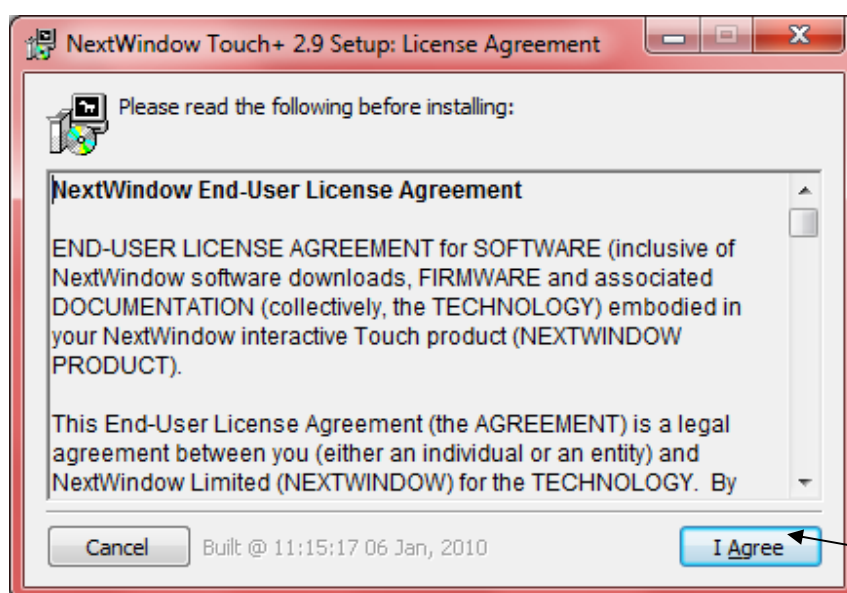 NextWindow Touch+ 2.9 Setup: License Agreement
Please read the following before installing:
NextWindow End-User License Agreement
END-USER LICENSE AGREEMENT for SOFTWARE (inclusive of
NextWindow software downloads, FIRMWARE and associated
DOCUMENTATION (collectively, the TECHNOLOGY) embodied in
your NextWindow interactive Touch product (NEXTWINDOW
PRODUCT).
This End-User License Agreement (the AGREEMENT) is a legal
agreement between you (either an individual or an entity) and
NextWindow Limited (NEXTWINDOW) for the TECHNOLOGY.  By
Cancel
Built @ 11:15:17 06 Jan, 2010
I Agree